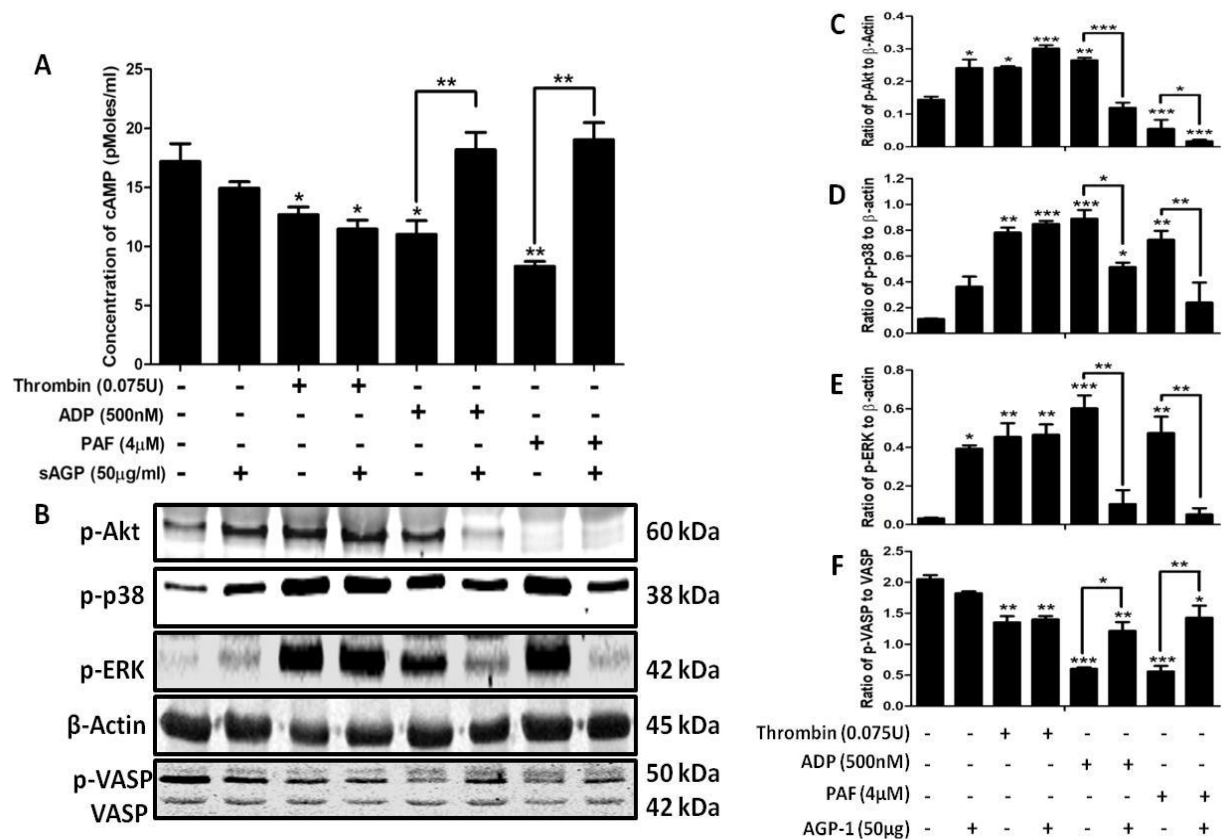 A
Concentration of cAMP (pMoles/ml)
25
20
15
10
5
0
* * * ** ** **
Thrombin (0.075U) - - + + - - - -
ADP (500nM) - - - - + + - -
PAF (4μM) - - - - - - + +
sAGP (50μg/ml) - + - + - + - +
B
p-Akt 60 kDa
p-p38 38 kDa
p-ERK 42 kDa
β-Actin 45 kDa
p-VASP 50 kDa
VASP 42 kDa
C
Ratio of p-Akt to β-Actin
0.4
0.3
0.2
0.1
0.0
* * *** ** *** *** * ***
D
Ratio of p-p38 to β-actin
1.2
1.0
0.8
0.6
0.4
0.2
0.0
** *** *** * * ** **
E
Ratio of p-ERK to β-actin
0.8
0.6
0.4
0.2
0.0
* ** ** *** ** ** **
F
Ratio of p-VASP to VASP
2.5
2.0
1.5
1.0
0.5
0.0
** ** *** * ** *** ** *
Thrombin (0.075U) - - + + - - - -
ADP (500nM) - - - - + + - -
PAF (4μM) - - - - - - + +
AGP-1 (50μg) - + - + - + - +